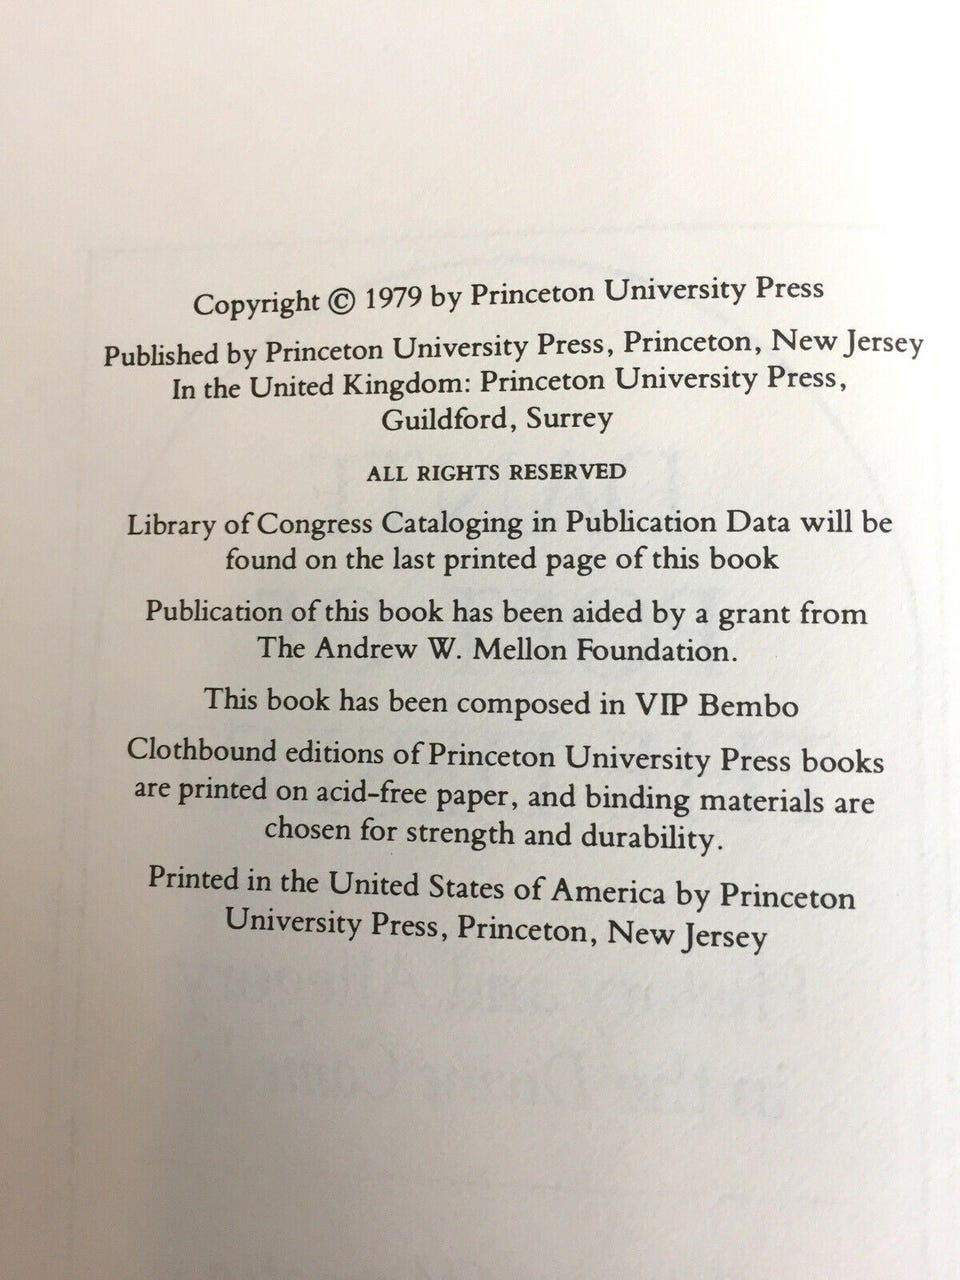 Copyright © 1979 by Princeton University Press
Published by Princeton University Press, Princeton, New Jersey
In the United Kingdom: Princeton University Press,
Guildford, Surrey
ALL RIGHTS RESERVED
Library of Congress Cataloging in Publication Data will be
found on the last printed page of this book
Publication of this book has been aided by a grant from
The Andrew W. Mellon Foundation.
This book has been composed in VIP Bembo
Clothbound editions of Princeton University Press books
are printed on acid-free paper, and binding materials are
chosen for strength and durability.
Printed in the United States of America by Princeton
University Press, Princeton, New Jersey